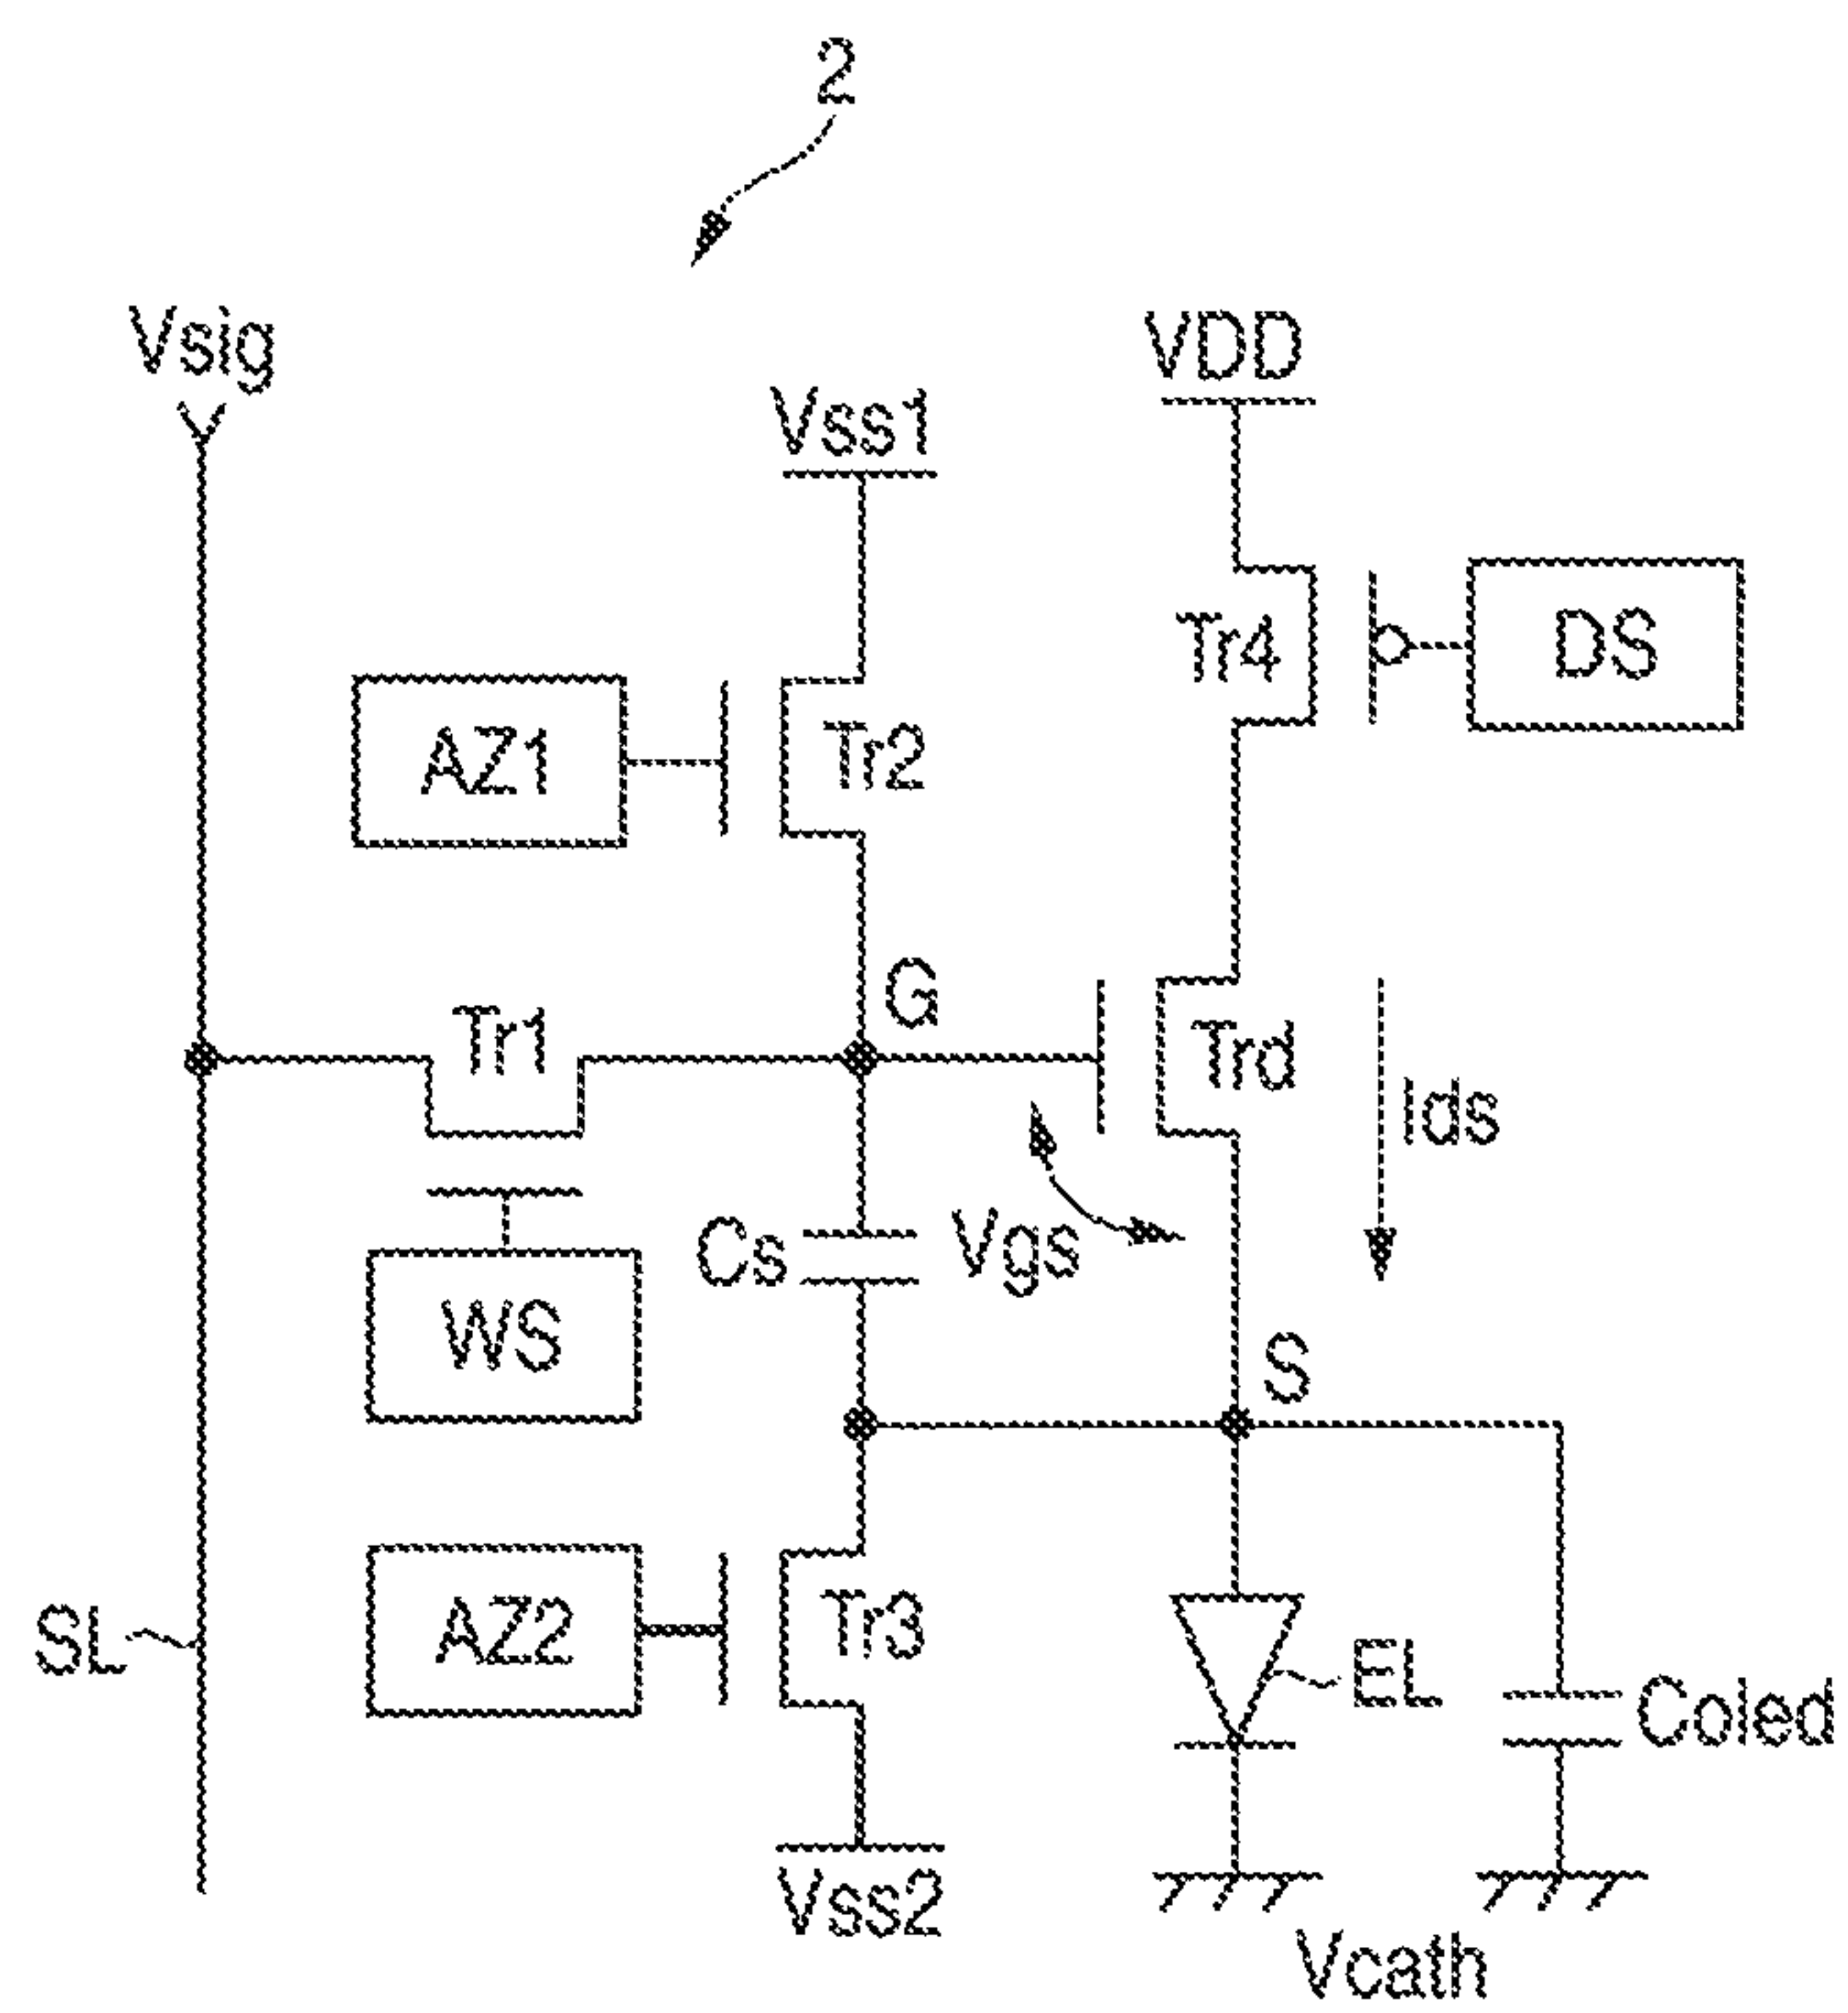 2
Vsig
VDD
Vss1
DS
Tr4
AZ1
Tr2
G
Tr1
Trd
Ids
Cs
Vgs
WS
S
AZ2
Tr3
SL
EL
Coled
Vss2
Vcath